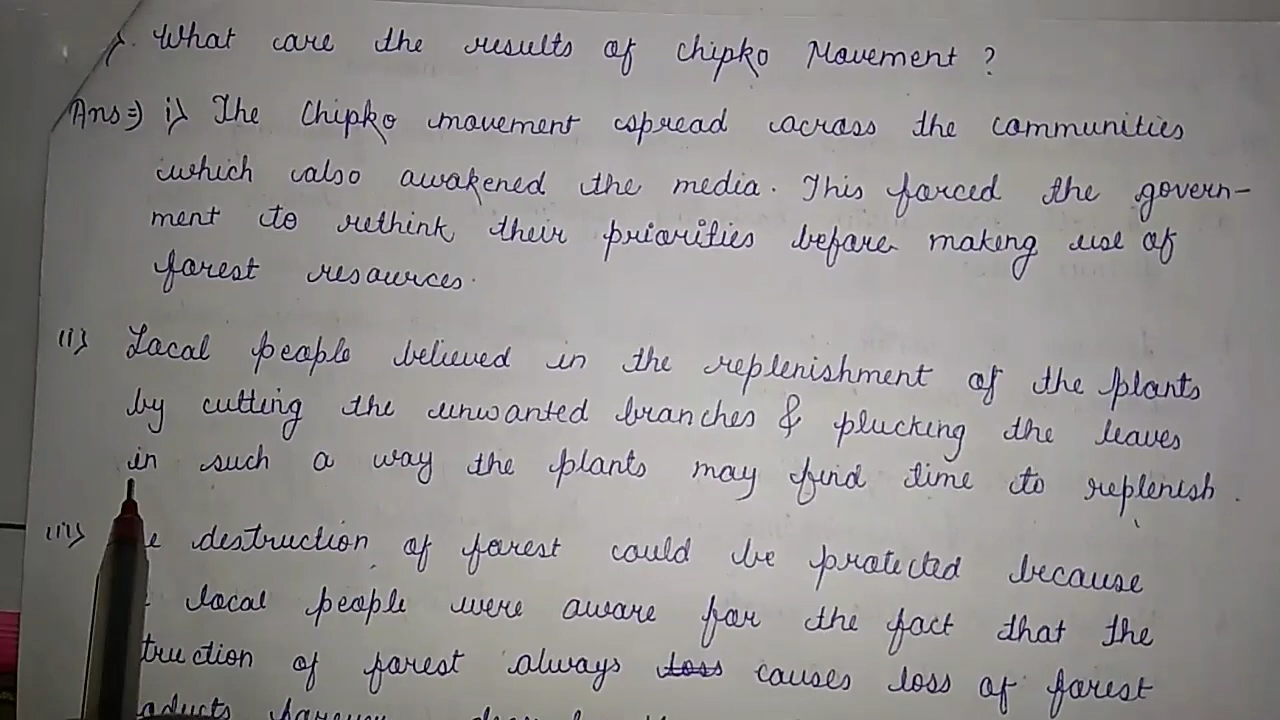 What are the results of Chipko Movement ?
Ans⇒ i> The Chipko movement spread across the communities
which also awakened the media. This forced the govern-
ment to rethink their priorities before making use of
forest resources.
(ii) Local people believed in the replenishment of the plants
by cutting the unwanted branches & plucking the leaves
in such a way the plants may find time to replenish.
(iii) destruction of forest could be protected because
local people were aware for the fact that the
truction of forest always causes loss of forest
oducts